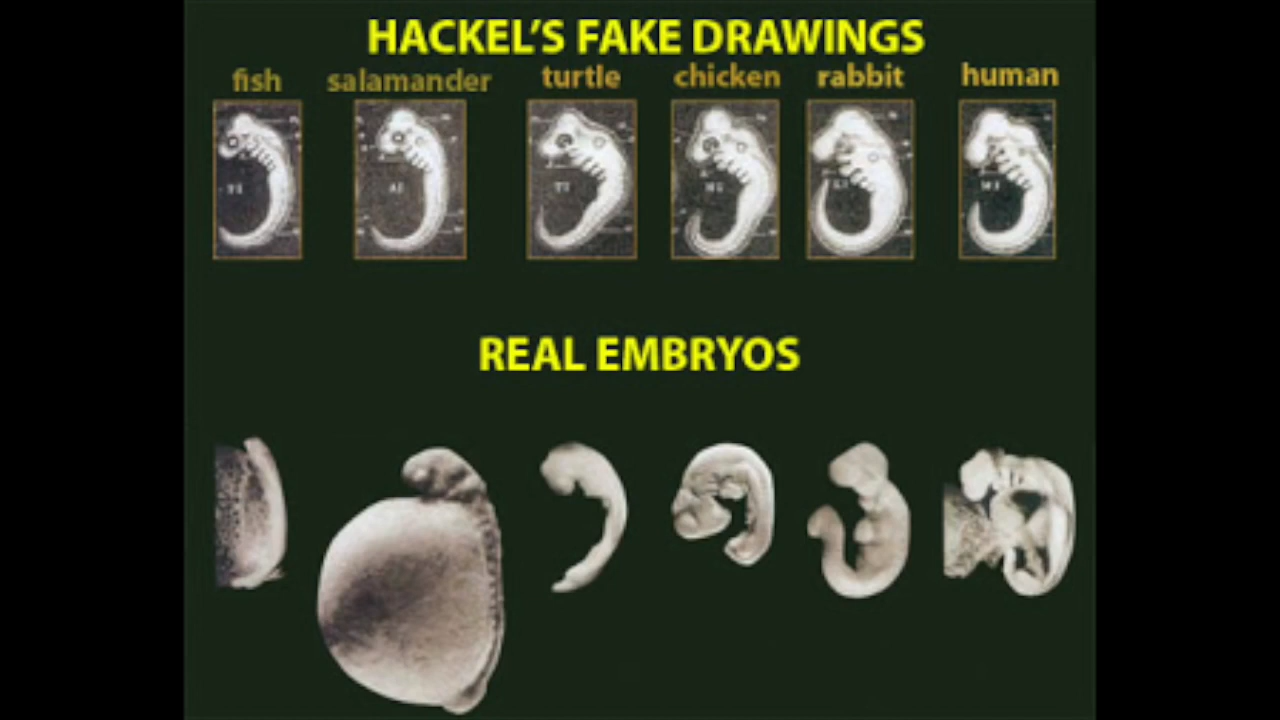 HACKEL'S FAKE DRAWINGS
fish salamander turtle chicken rabbit human
REAL EMBRYOS